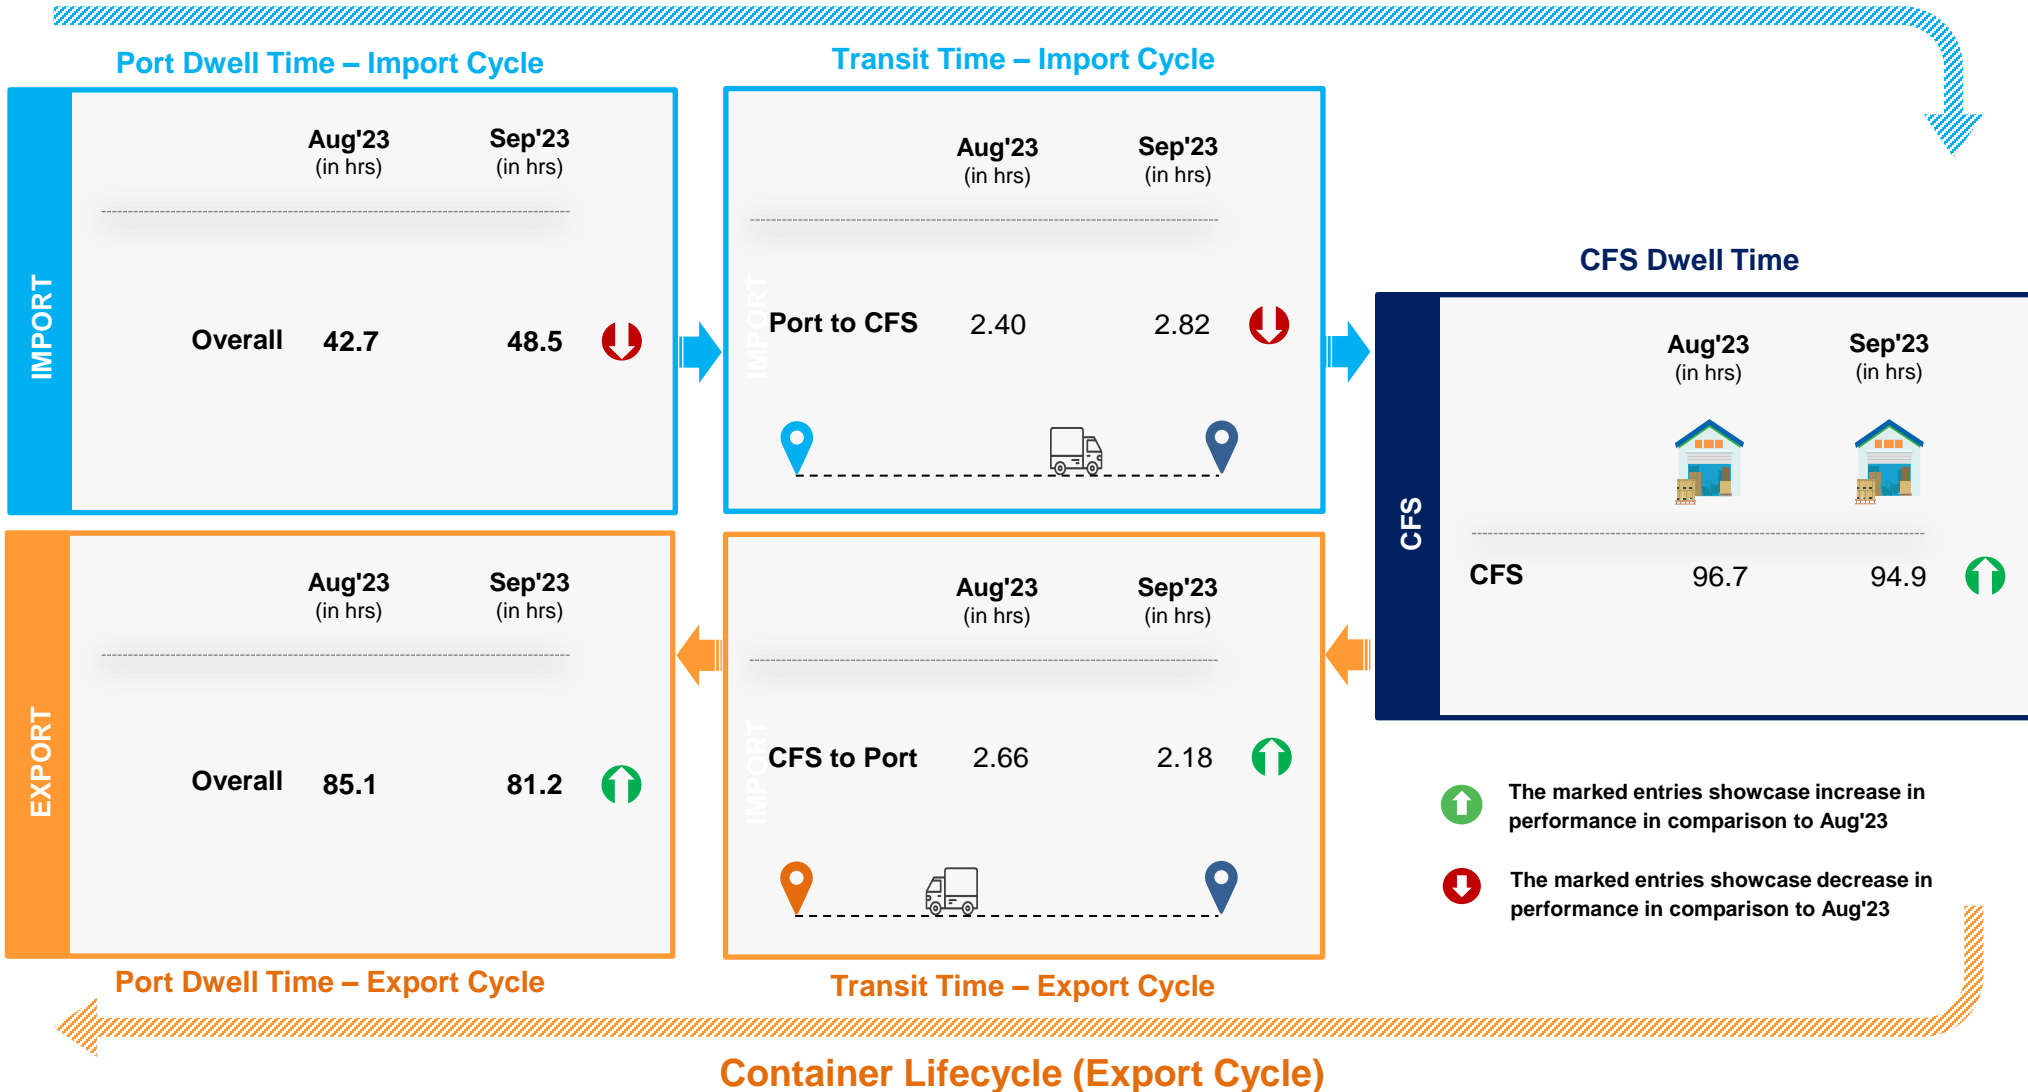 Port Dwell Time – Import Cycle
IMPORT
Aug'23 Sep'23
(in hrs) (in hrs)
Overall 42.7 48.5
Transit Time – Import Cycle
IMPORT
Aug'23 Sep'23
(in hrs) (in hrs)
Port to CFS 2.40 2.82
CFS Dwell Time
CFS
Aug'23 Sep'23
(in hrs) (in hrs)
CFS 96.7 94.9
EXPORT
Aug'23 Sep'23
(in hrs) (in hrs)
Overall 85.1 81.2
Port Dwell Time – Export Cycle
IMPORT
Aug'23 Sep'23
(in hrs) (in hrs)
CFS to Port 2.66 2.18
Transit Time – Export Cycle
The marked entries showcase increase in
performance in comparison to Aug'23
The marked entries showcase decrease in
performance in comparison to Aug'23
Container Lifecycle (Export Cycle)